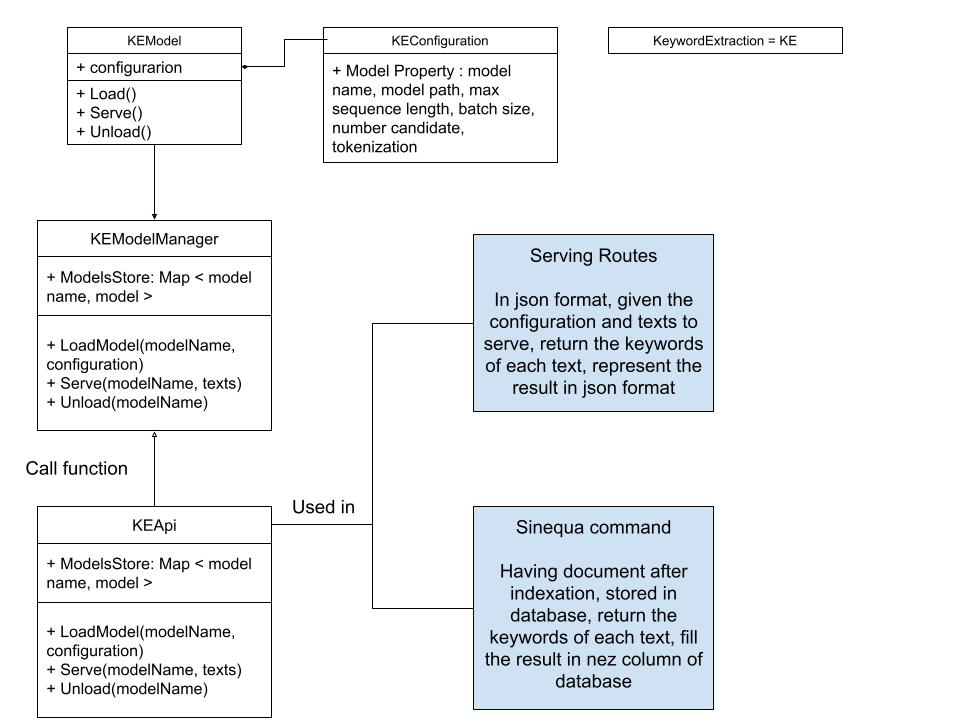 KEModel
+ configurarion
+ Load()
+ Serve()
+ Unload()
KEConfiguration
+ Model Property : model
name, model path, max
sequence length, batch size,
number candidate,
tokenization
KeywordExtraction = KE
KEModelManager
+ ModelsStore: Map < model
name, model >
+ LoadModel(modelName,
configuration)
+ Serve(modelName, texts)
+ Unload(modelName)
Serving Routes
In json format, given the
configuration and texts to
serve, return the keywords
of each text, represent the
result in json format
Call function
Used in
KEApi
+ ModelsStore: Map < model
name, model >
+ LoadModel(modelName,
configuration)
+ Serve(modelName, texts)
+ Unload(modelName)
Sinequa command
Having document after
indexation, stored in
database, return the
keywords of each text, fill
the result in nez column of
database